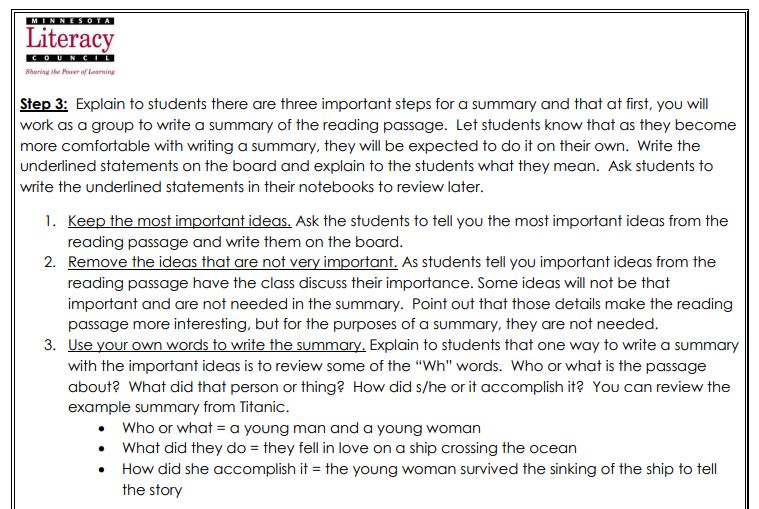 MINNESOTA
Literacy
COUNCIL
Sharing the Power of Learning
Step 3: Explain to students there are three important steps for a summary and that at first, you will
work as a group to write a summary of the reading passage. Let students know that as they become
more comfortable with writing a summary, they will be expected to do it on their own. Write the
underlined statements on the board and explain to the students what they mean. Ask students to
write the underlined statements in their notebooks to review later.
1. Keep the most important ideas. Ask the students to tell you the most important ideas from the
reading passage and write them on the board.
2. Remove the ideas that are not very important. As students tell you important ideas from the
reading passage have the class discuss their importance. Some ideas will not be that
important and are not needed in the summary. Point out that those details make the reading
passage more interesting, but for the purposes of a summary, they are not needed.
3. Use your own words to write the summary. Explain to students that one way to write a summary
with the important ideas is to review some of the “Wh” words. Who or what is the passage
about? What did that person or thing? How did s/he or it accomplish it? You can review the
example summary from Titanic.
• Who or what = a young man and a young woman
• What did they do = they fell in love on a ship crossing the ocean
• How did she accomplish it = the young woman survived the sinking of the ship to tell
the story